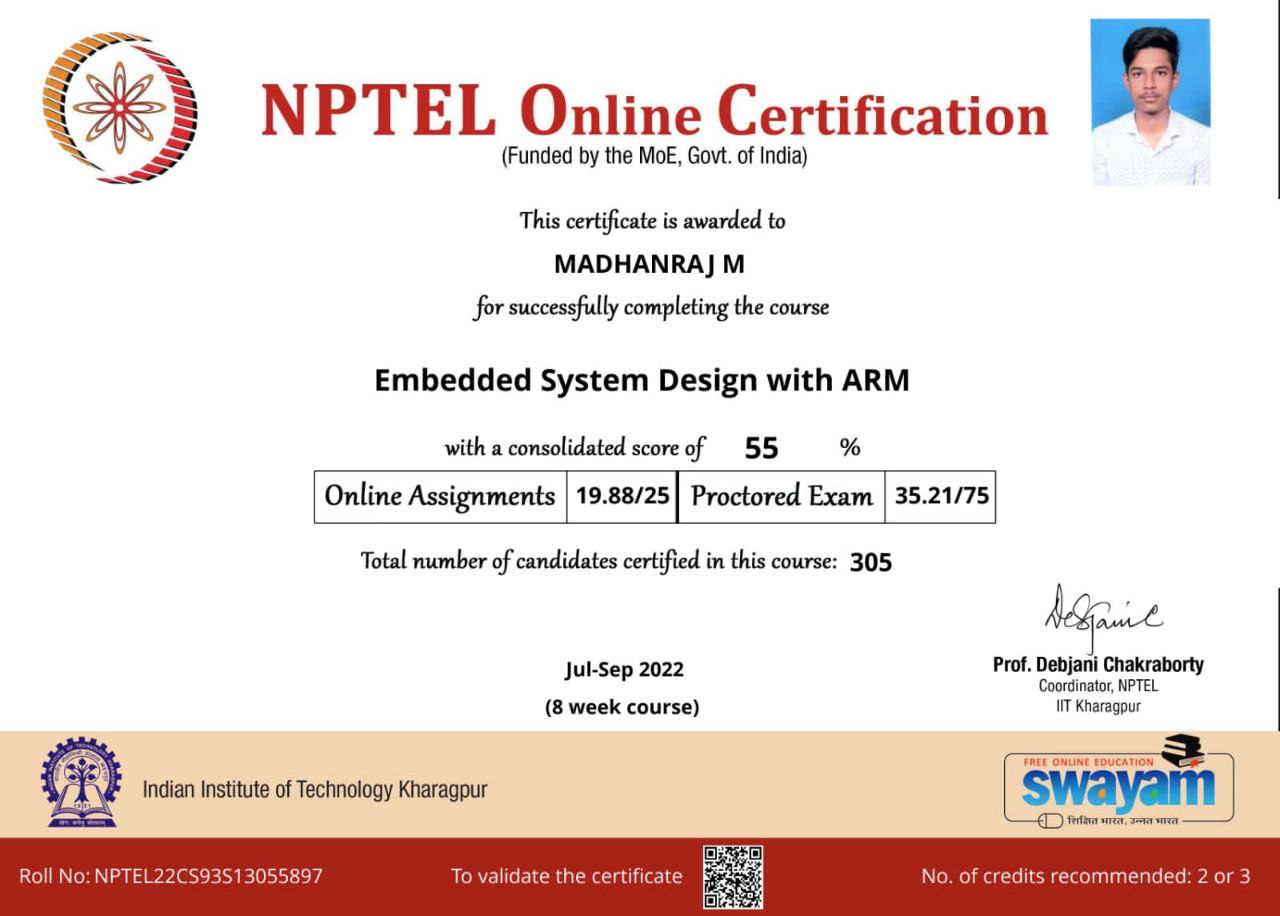 NPTEL Online Certification
(Funded by the MoE, Govt. of India)
This certificate is awarded to
MADHANRAJ M
for successfully completing the course
Embedded System Design with ARM
with a consolidated score of 55 %
Online Assignments 19.88/25 Proctored Exam 35.21/75
Total number of candidates certified in this course: 305
Jul-Sep 2022
(8 week course)
Prof. Debjani Chakraborty
Coordinator, NPTEL
IIT Kharagpur
Indian Institute of Technology Kharagpur
FREE ONLINE EDUCATION
swayam
शिक्षित भारत, उन्नत भारत
Roll No: NPTEL22CS93S13055897
To validate the certificate
No. of credits recommended: 2 or 3